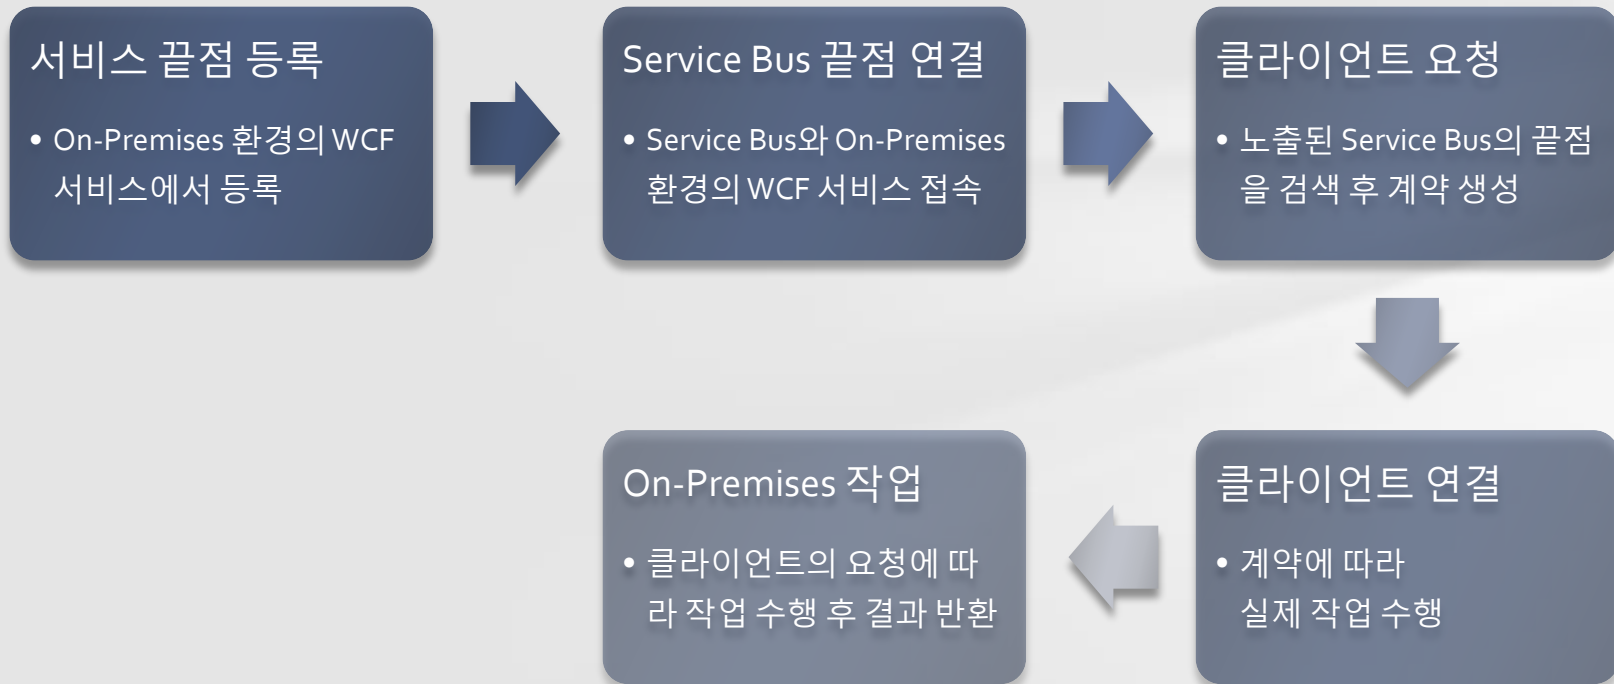 서비스 끝점 등록
• On-Premises 환경의 WCF
서비스에서 등록
Service Bus 끝점 연결
• Service Bus와 On-Premises
환경의 WCF 서비스 접속
클라이언트 요청
• 노출된 Service Bus의 끝점
을 검색 후 계약 생성
클라이언트 연결
• 계약에 따라
실제 작업 수행
On-Premises 작업
• 클라이언트의 요청에 따
라 작업 수행 후 결과 반환